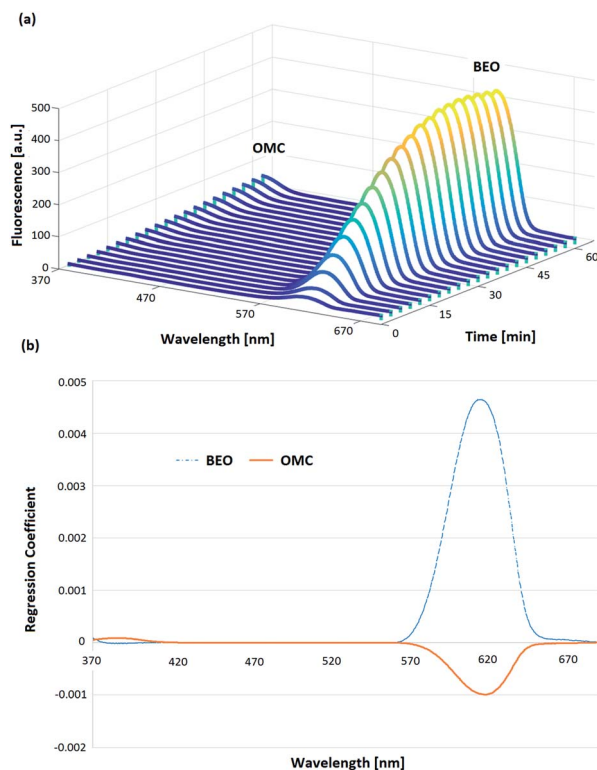 (a)
BEO
OMC
Fluorescence [a.u.]
500
400
300
200
100
0
370
470
570
670
Wavelength [nm]
0
15
30
45
60
Time [min]
(b)
0.005
0.004
0.003
0.002
0.001
0
-0.001
-0.002
BEO OMC
Regression Coefficient
370 420 470 520 570 620 670
Wavelength [nm]